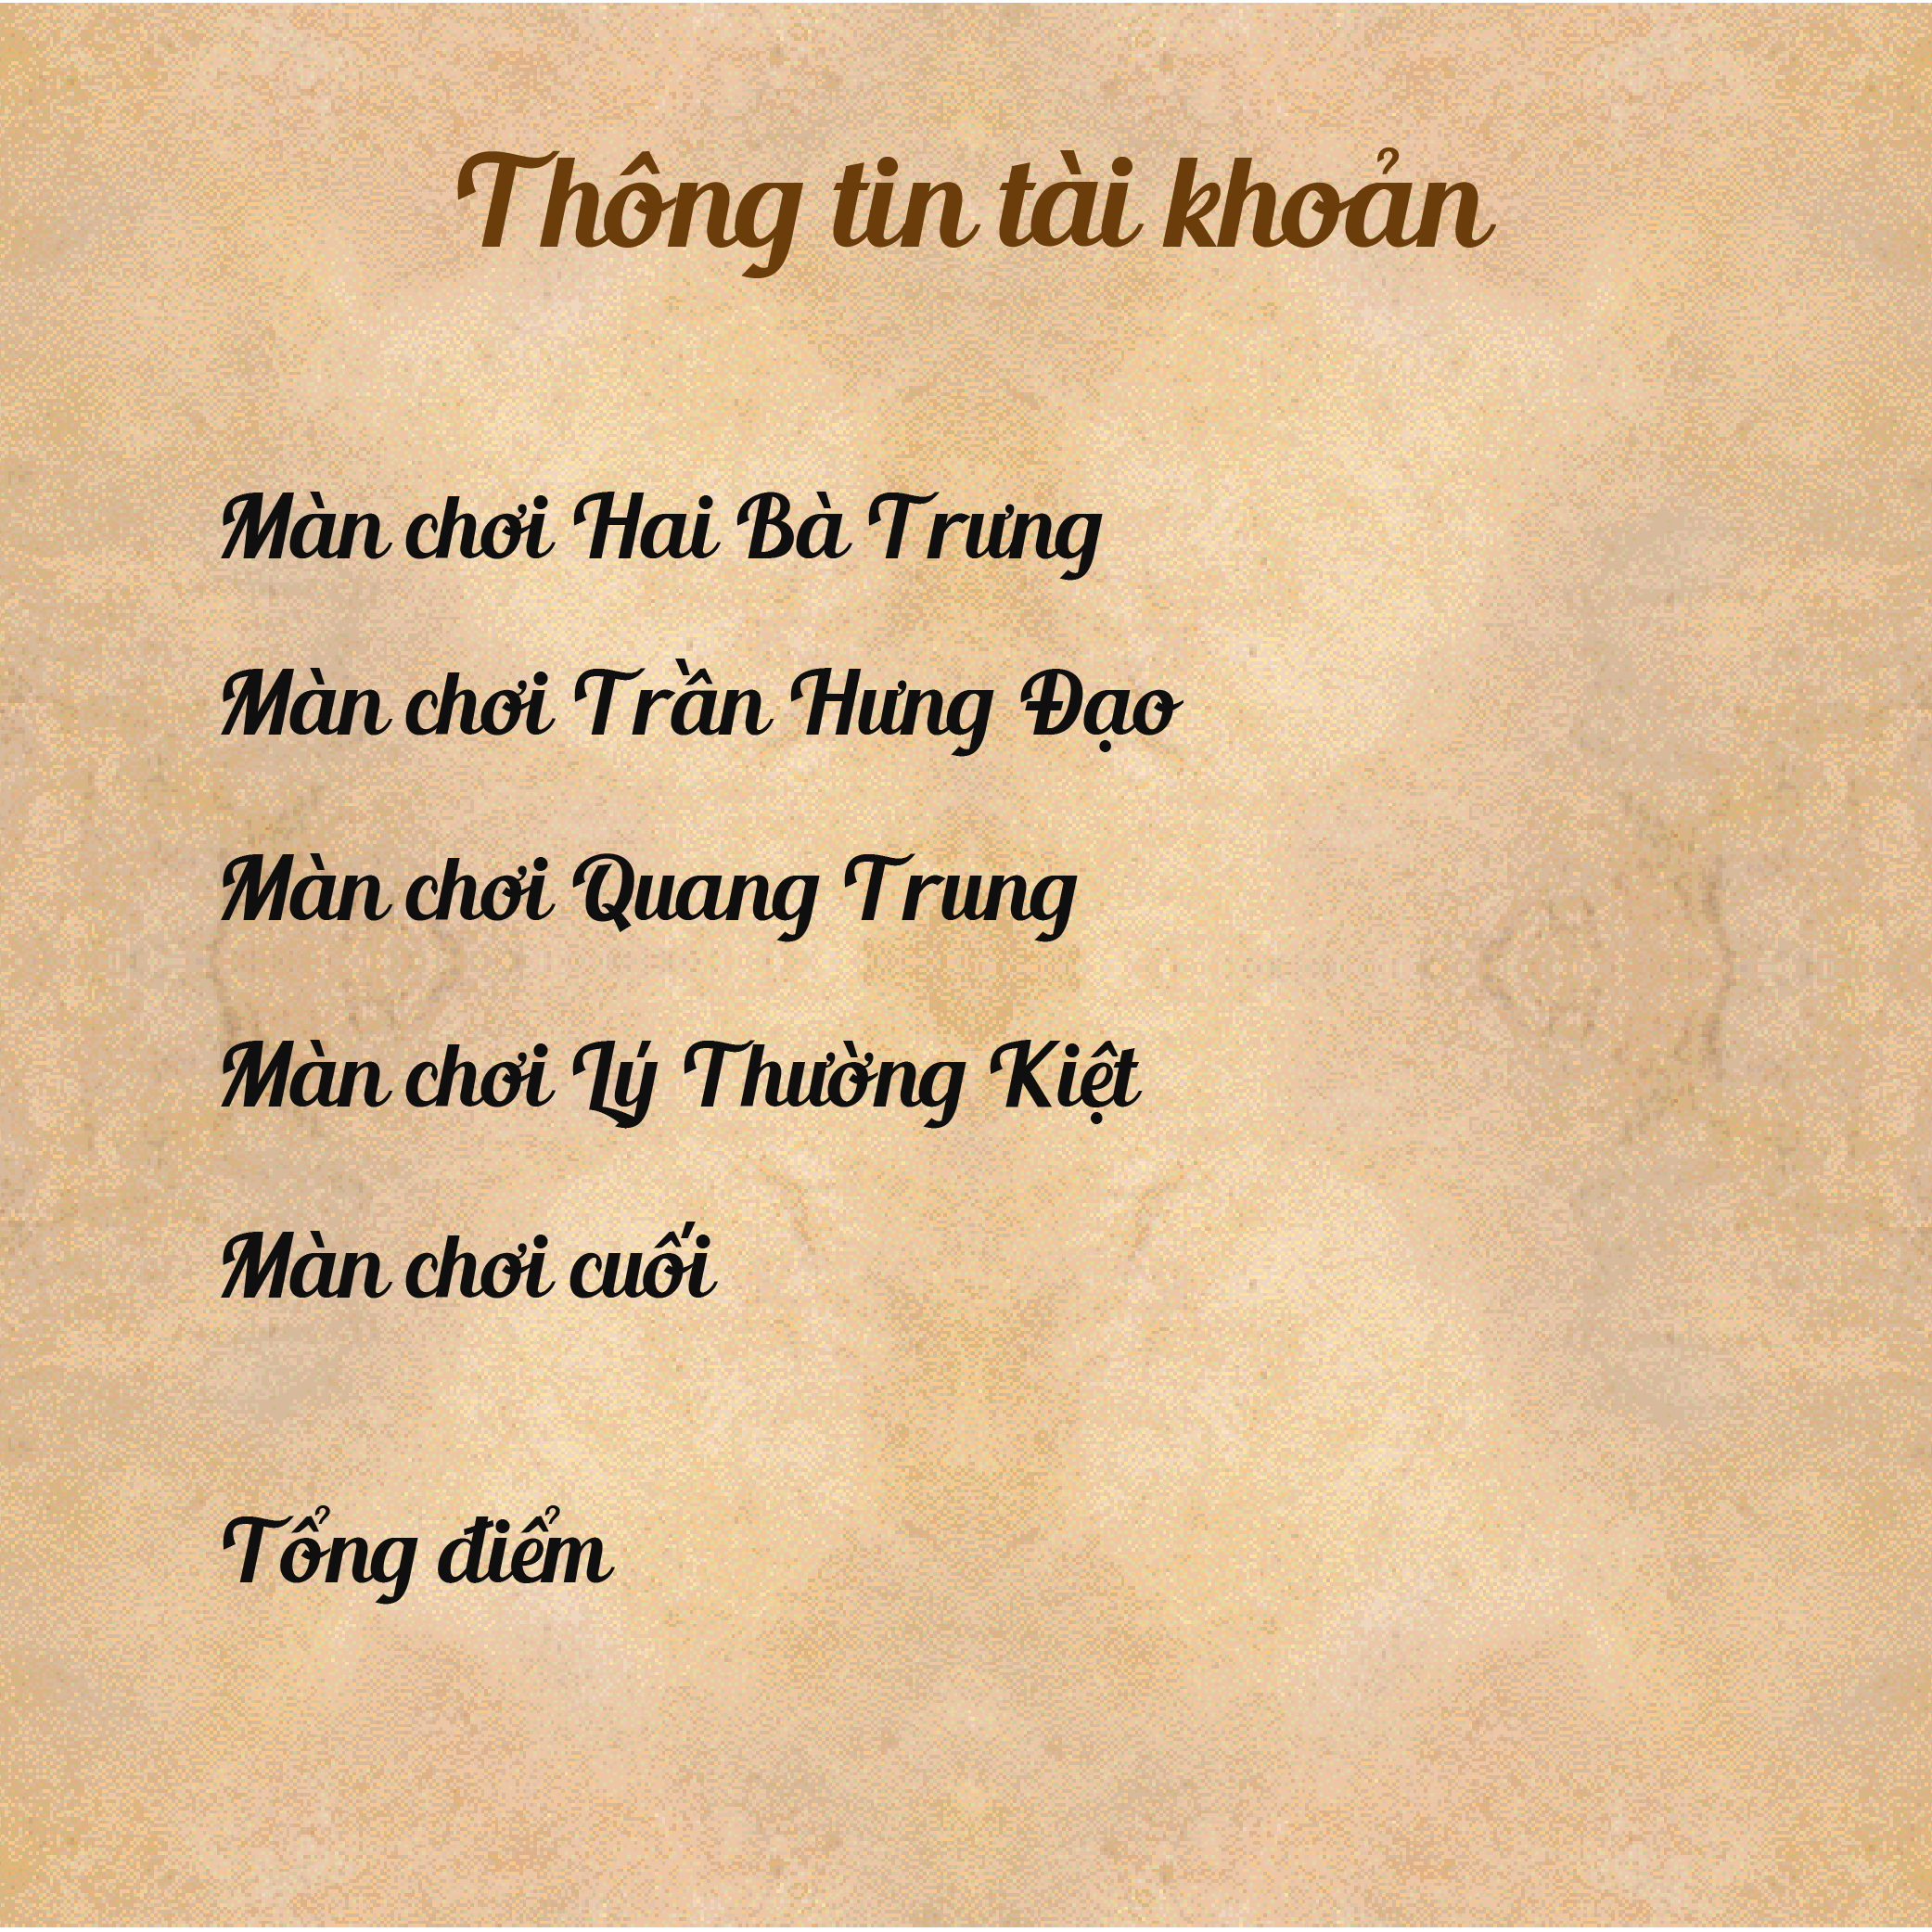 Thông tin tài khoản
Màn chơi Hai Bà Trưng
Màn chơi Trần Hưng Đạo
Màn chơi Quang Trung
Màn chơi Lý Thường Kiệt
Màn chơi cuối
Tổng điểm